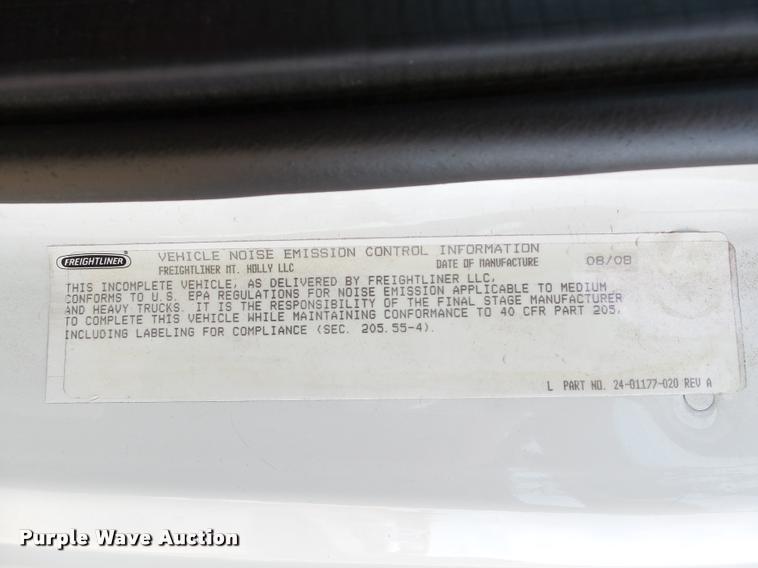 FREIGHTLINER
VEHICLE NOISE EMISSION CONTROL INFORMATION
FREIGHTLINER MT. HOLLY LLC DATE OF MANUFACTURE 08/08
THIS INCOMPLETE VEHICLE, AS DELIVERED BY FREIGHTLINER LLC,
CONFORMS TO U.S. EPA REGULATIONS FOR NOISE EMISSION APPLICABLE TO MEDIUM
AND HEAVY TRUCKS. IT IS THE RESPONSIBILITY OF THE FINAL STAGE MANUFACTURER
TO COMPLETE THIS VEHICLE WHILE MAINTAINING CONFORMANCE TO 40 CFR PART 205,
INCLUDING LABELING FOR COMPLIANCE (SEC. 205.55-4).
L PART NO. 24-01177-020 REV A
Purple Wave Auction